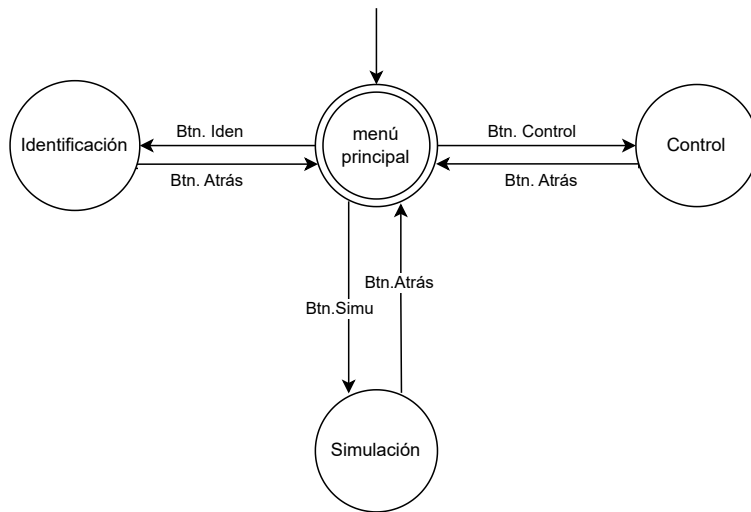 Identificación
Btn. Iden
Btn. Atrás
menú
principal
Btn. Control
Btn. Atrás
Control
Btn.Atrás
Btn.Simu
Simulación